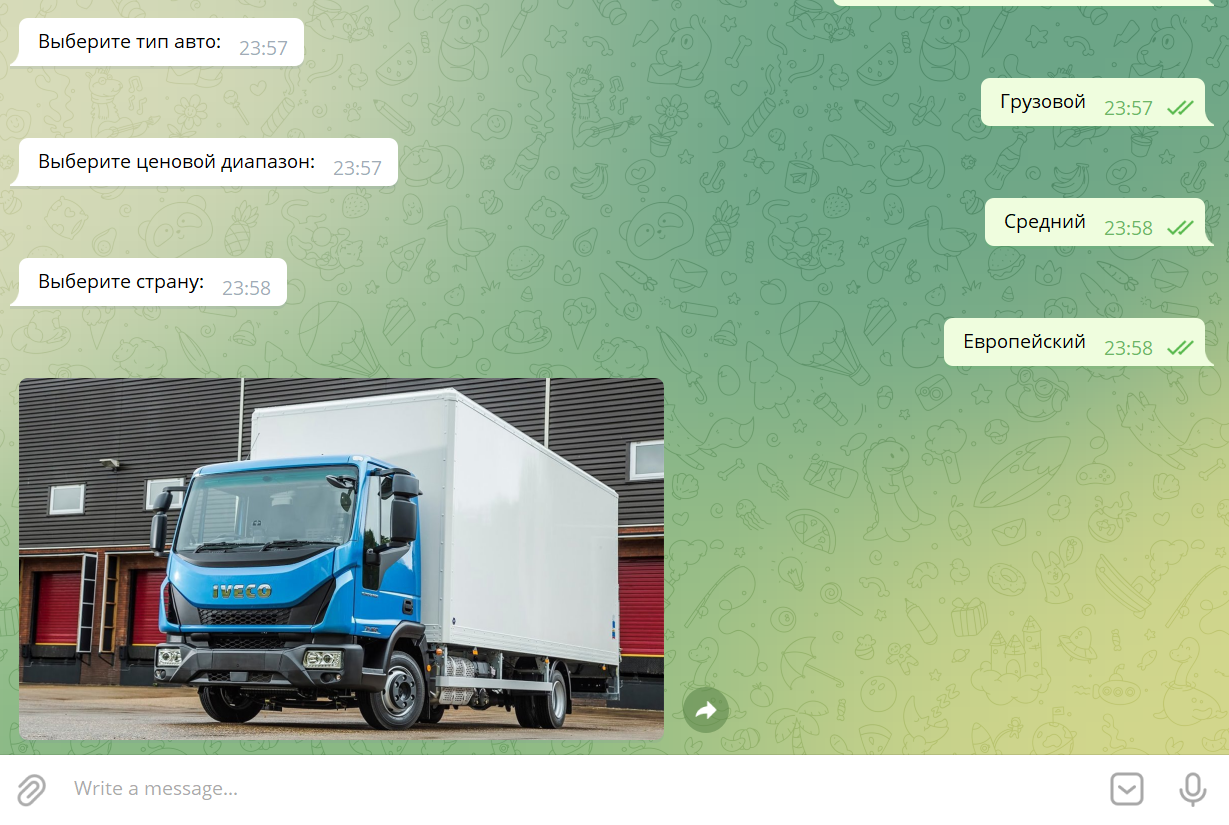 Выберите тип авто: 23:57
Грузовой 23:57
Выберите ценовой диапазон: 23:57
Средний 23:58
Выберите страну: 23:58
Европейский 23:58
IVECO
Write a message...